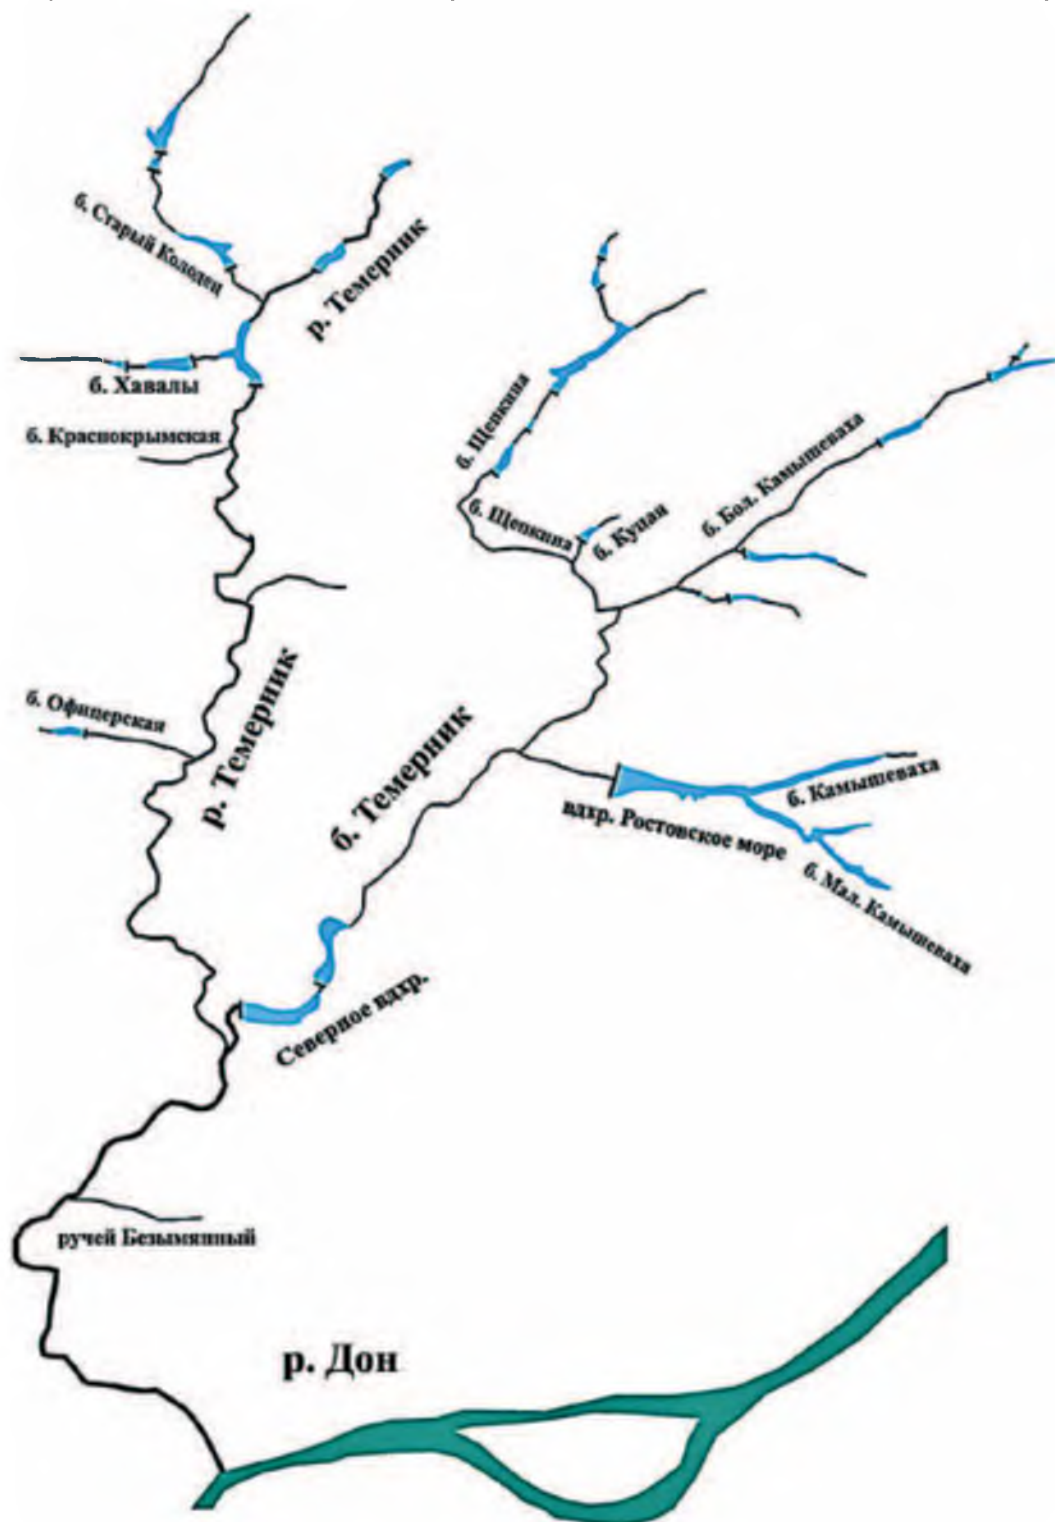 б. Старый Колодец
р. Темерник
б. Хавалы
б. Щепкина
б. Краснокрымская
б. Бол. Камышеваха
б. Щепкина
б. Купая
р. Темерник
б. Офицерская
б. Темерник
б. Камышеваха
вдхр. Ростовское море
б. Мал. Камышеваха
Северное вдхр.
ручей Безымянный
р. Дон